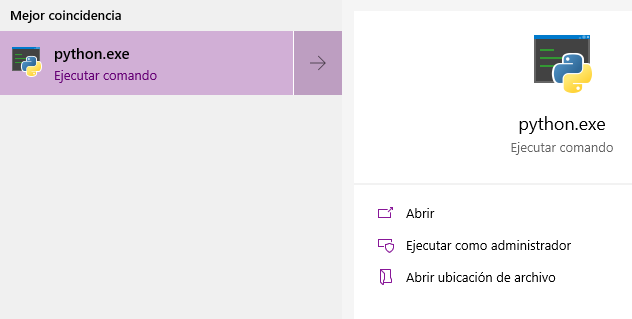 Mejor coincidencia
python.exe
Ejecutar comando
python.exe
Ejecutar comando
Abrir
Ejecutar como administrador
Abrir ubicación de archivo